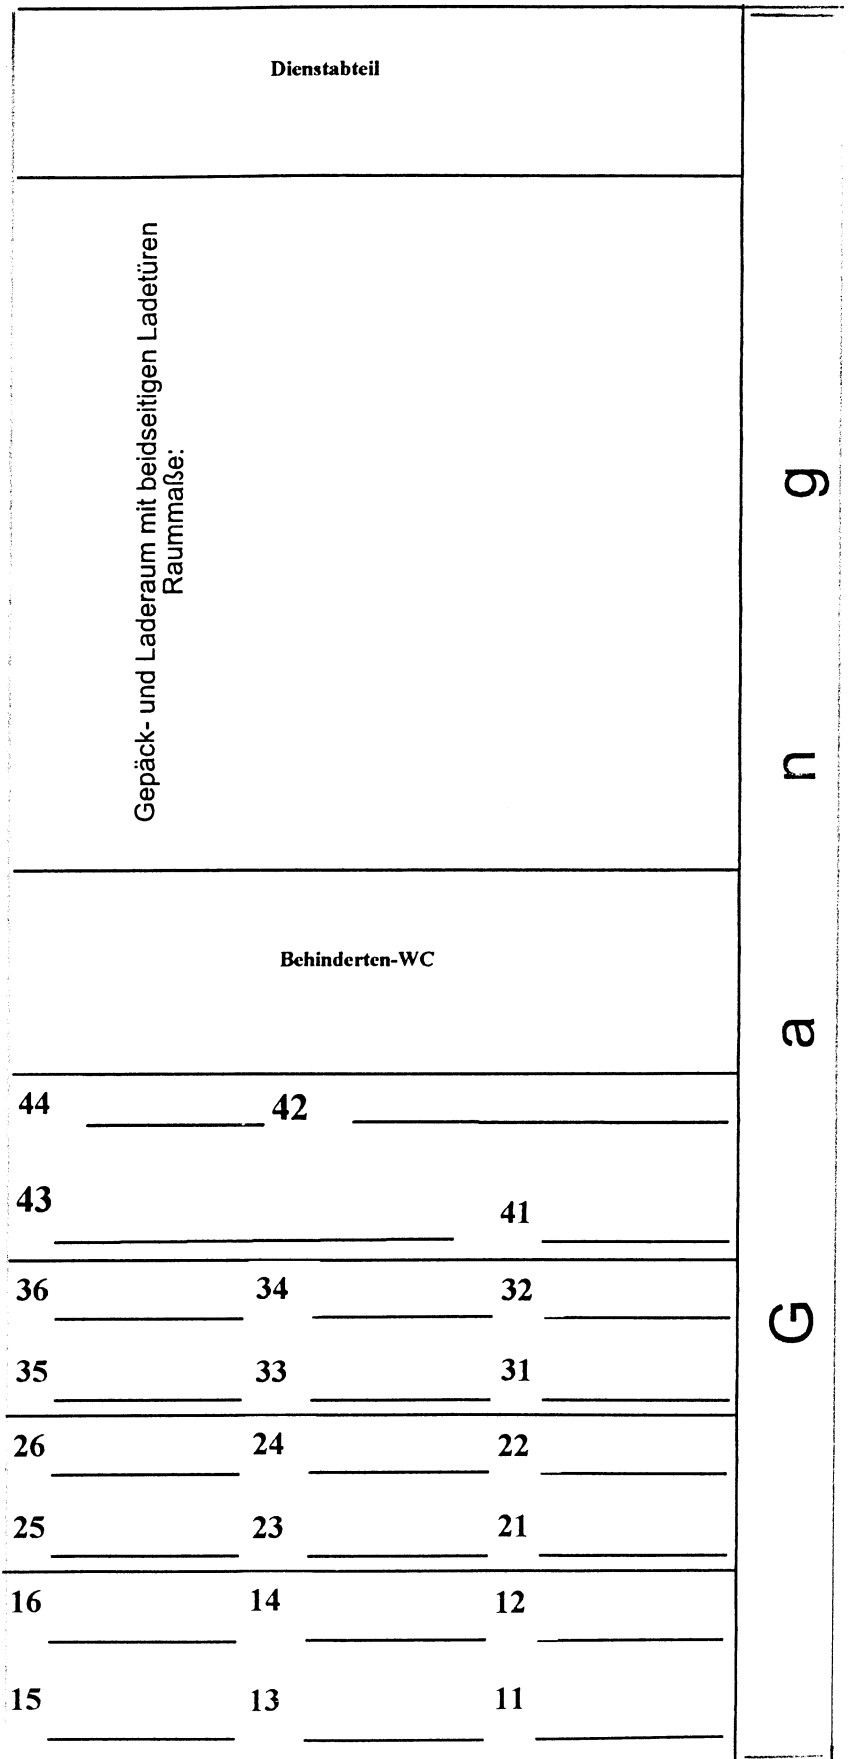 Dienstabteil
Gepäck- und Laderaum mit beidseitigen Ladetüren
Raummaße:
Behinderten-WC
44 42
43 41
36 34 32
35 33 31
26 24 22
25 23 21
16 14 12
15 13 11
G a n g